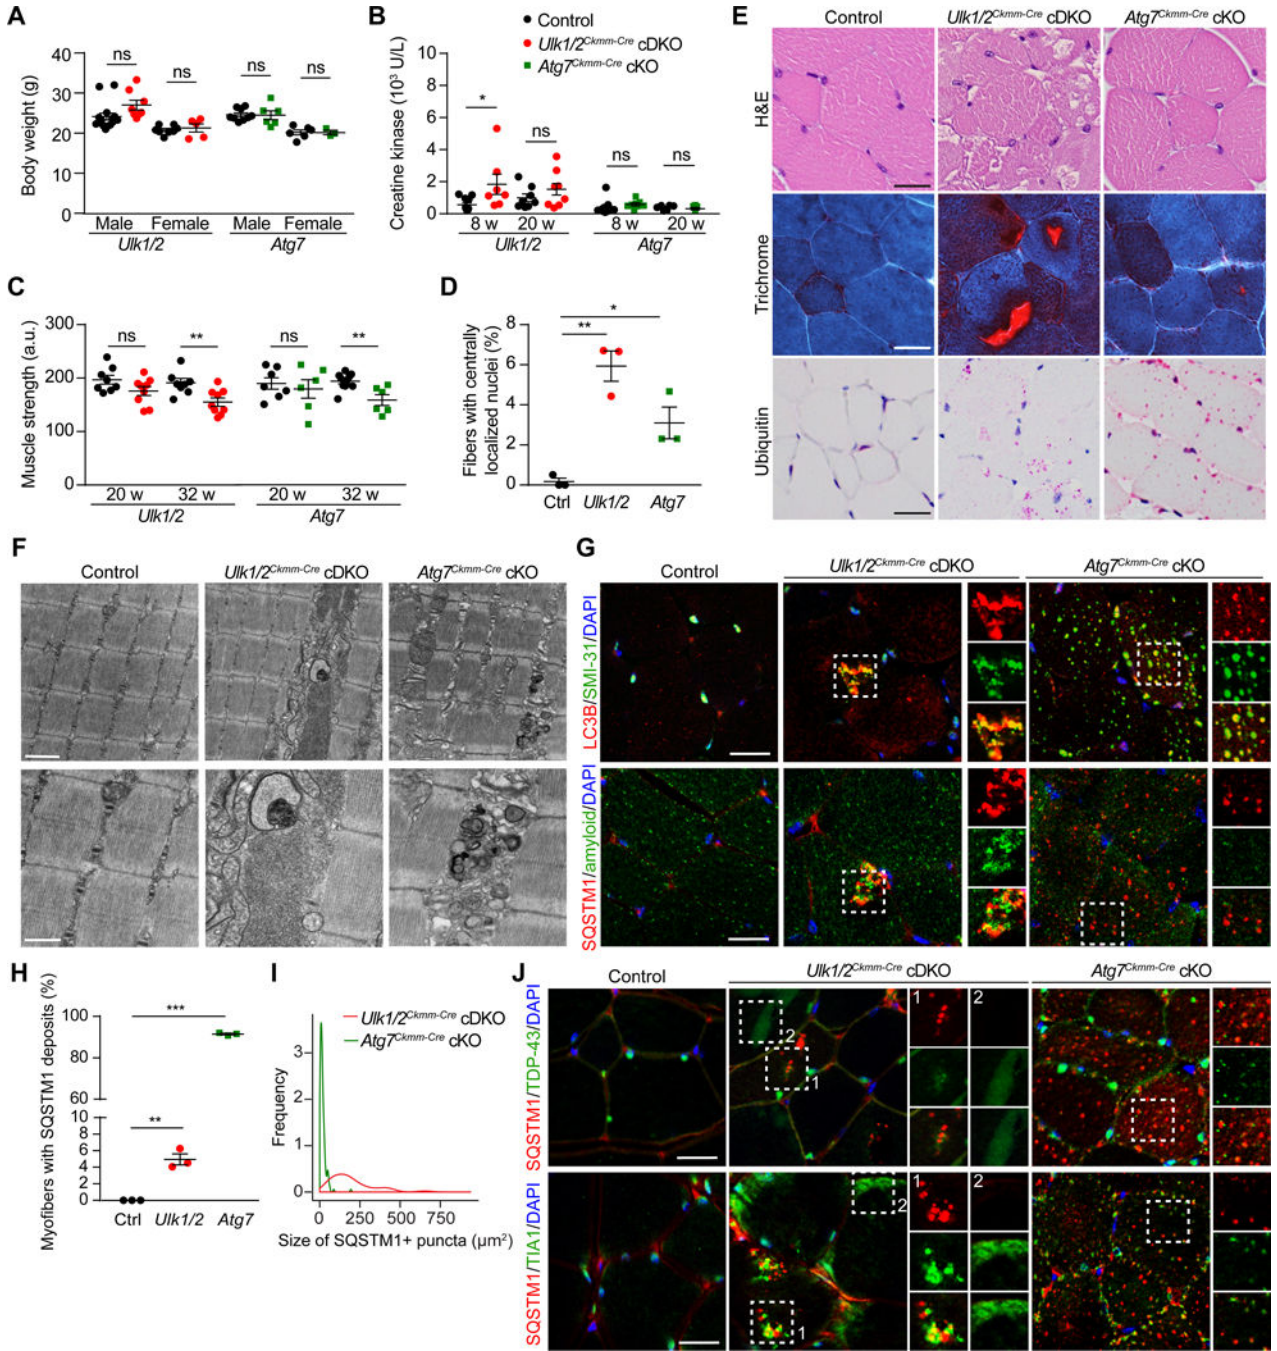 A
ns
ns
ns
ns
40
30
20
10
0
Body weight (g)
Male Female Male Female
Ulk1/2 Atg7
B
Control
Ulk1/2Ckmm-Cre cDKO
Atg7Ckmm-Cre cKO
10
8
6
4
2
0
Creatine kinase (10³ U/L)
*
ns
ns
ns
8 w 20 w 8 w 20 w
Ulk1/2 Atg7
C
300
200
100
0
Muscle strength (a.u.)
ns
**
ns
**
20 w 32 w 20 w 32 w
Ulk1/2 Atg7
D
8
6
4
2
0
Fibers with centrally
localized nuclei (%)
*
**
Ctrl Ulk1/2 Atg7
E
Control Ulk1/2Ckmm-Cre cDKO Atg7Ckmm-Cre cKO
H&E
Trichrome
Ubiquitin
F
Control Ulk1/2Ckmm-Cre cDKO Atg7Ckmm-Cre cKO
G
Control Ulk1/2Ckmm-Cre cDKO Atg7Ckmm-Cre cKO
LC3B/SMI-31/DAPI
SQSTM1/amyloid/DAPI
H
Myofibers with SQSTM1 deposits (%)
100
80
60
10
8
6
4
2
0
***
**
Ctrl Ulk1/2 Atg7
I
Ulk1/2Ckmm-Cre cDKO
Atg7Ckmm-Cre cKO
3
2
1
0
Frequency
0 250 500 750
Size of SQSTM1+ puncta (µm²)
J
Control Ulk1/2Ckmm-Cre cDKO Atg7Ckmm-Cre cKO
SQSTM1/TDP-43/DAPI
2
1
1
2
SQSTM1/TIA1/DAPI
2
1
1
2